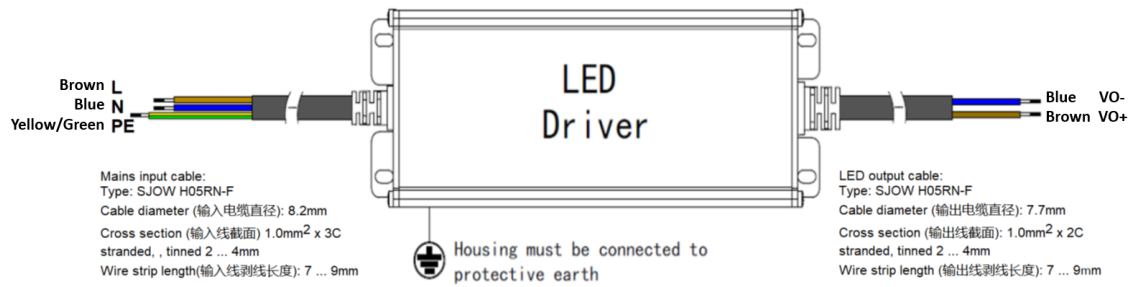 LED
Driver
Brown L
Blue N
Yellow/Green PE
Blue VO-
Brown VO+
Mains input cable:
Type: SJOW H05RN-F
Cable diameter (输入电缆直径): 8.2mm
Cross section (输入线截面) 1.0mm2 x 3C
stranded, , tinned 2 ... 4mm
Wire strip length(输入线剥线长度): 7 ... 9mm
Housing must be connected to
protective earth
LED output cable:
Type: SJOW H05RN-F
Cable diameter (输出电缆直径): 7.7mm
Cross section (输出线截面): 1.0mm2 x 2C
stranded, tinned 2 ... 4mm
Wire strip length (输出线剥线长度): 7 ... 9mm